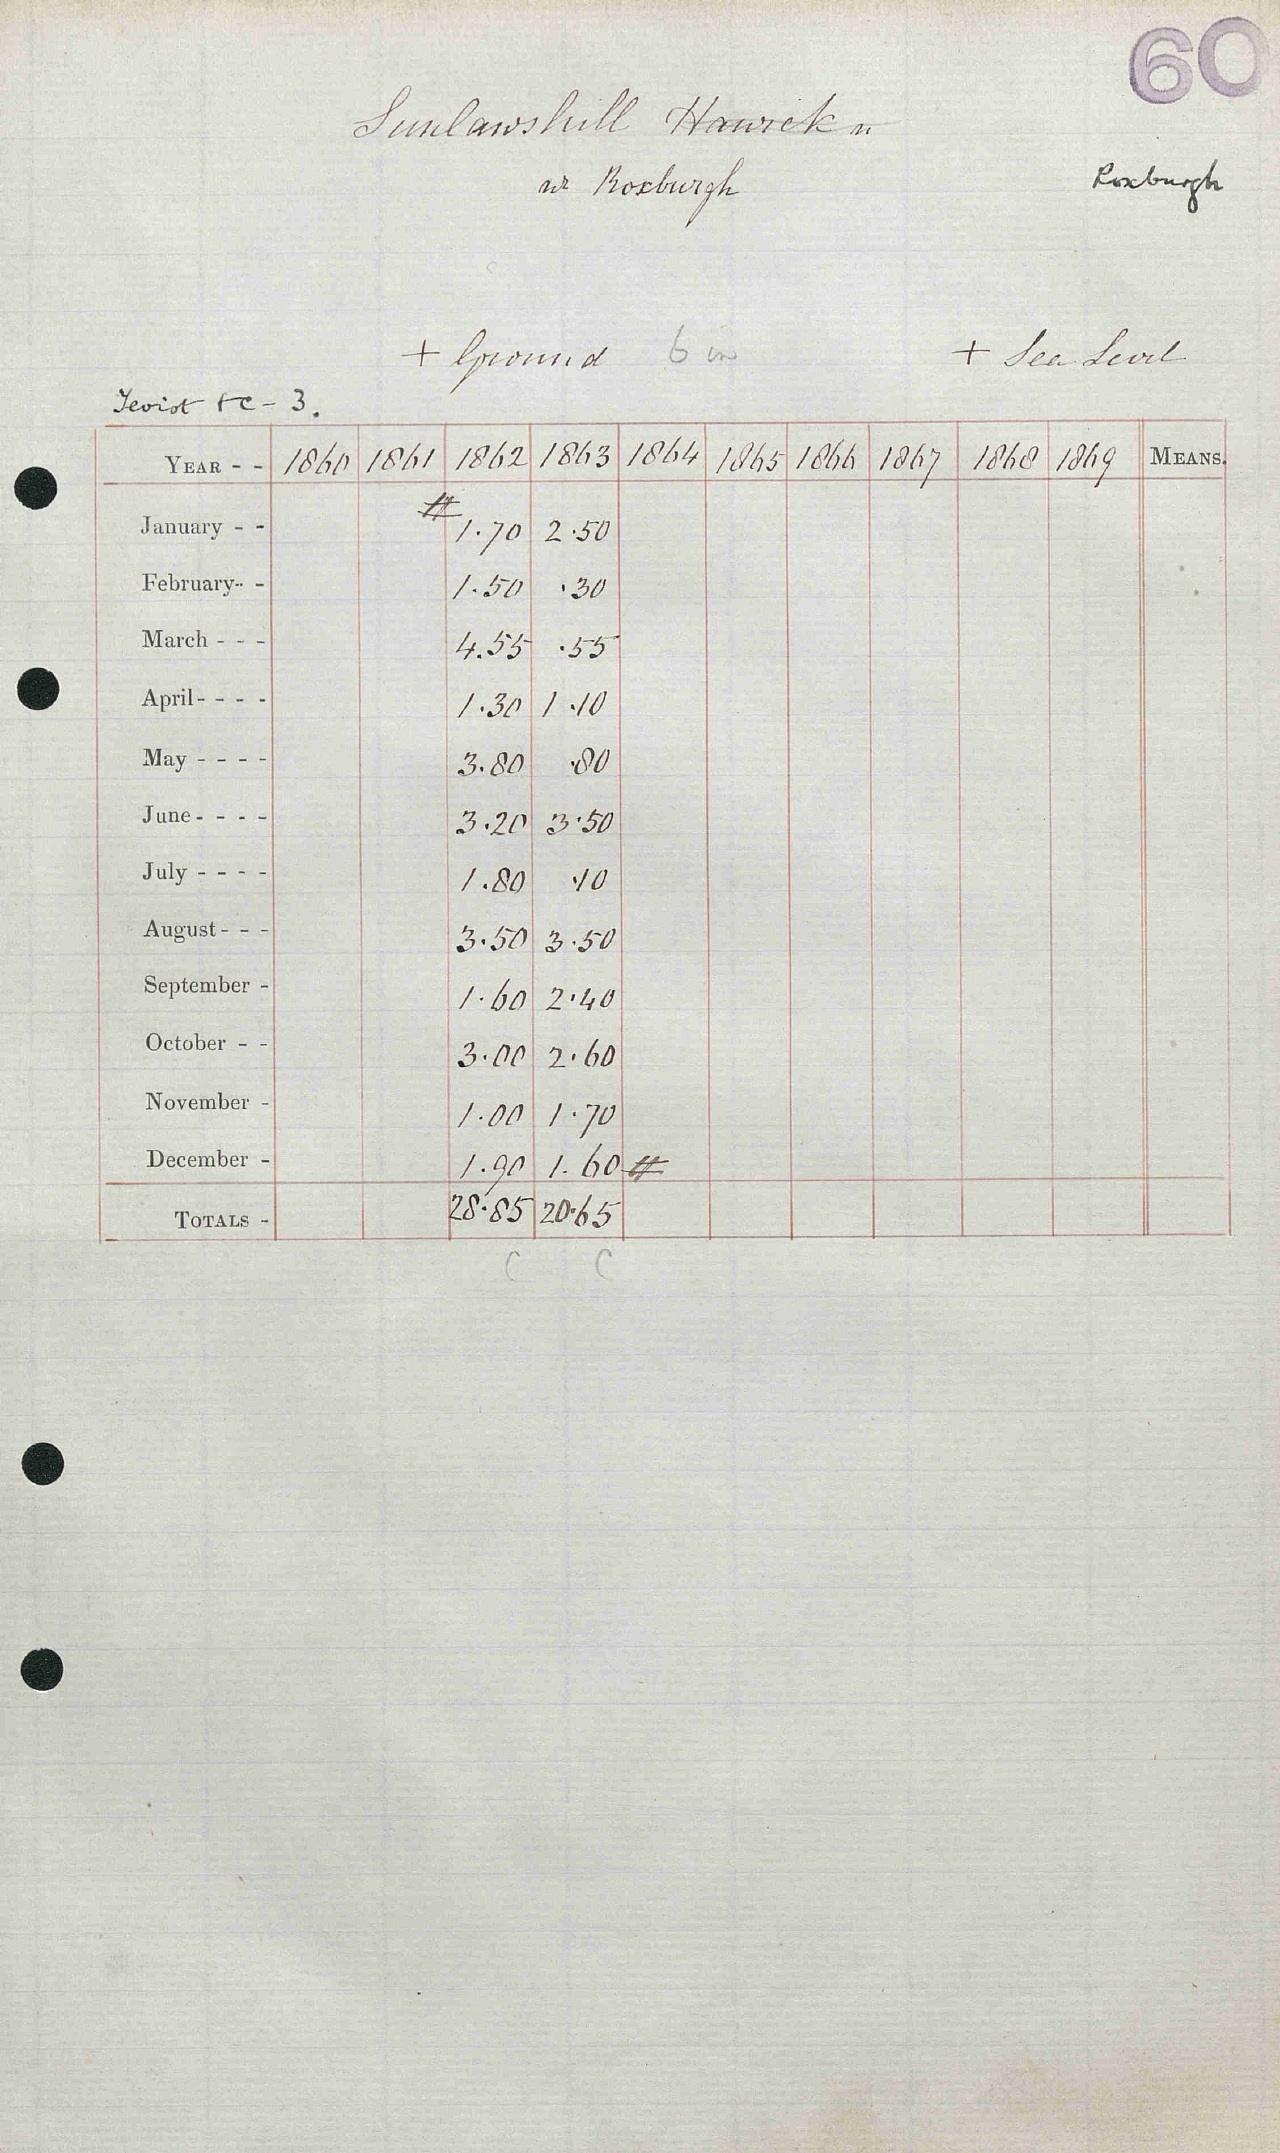 60
Sunlawshill Hawick
nr Roxburgh
Roxburgh
+ Ground 6 in + Sea Level
Teviot &c - 3.
YEAR - - 1860 1861 1862 1863 1864 1865 1866 1867 1868 1869 MEANS.
January - - 1.70 2.50
February - - 1.50 .30
March - - - 4.55 .55
April - - - - 1.30 1.10
May - - - - 3.80 .80
June - - - - 3.20 3.50
July - - - - 1.80 .10
August - - - 3.50 3.50
September - 1.60 2.40
October - - 3.00 2.60
November - 1.00 1.70
December - 1.90 1.60
TOTALS - 28.85 20.65
C C